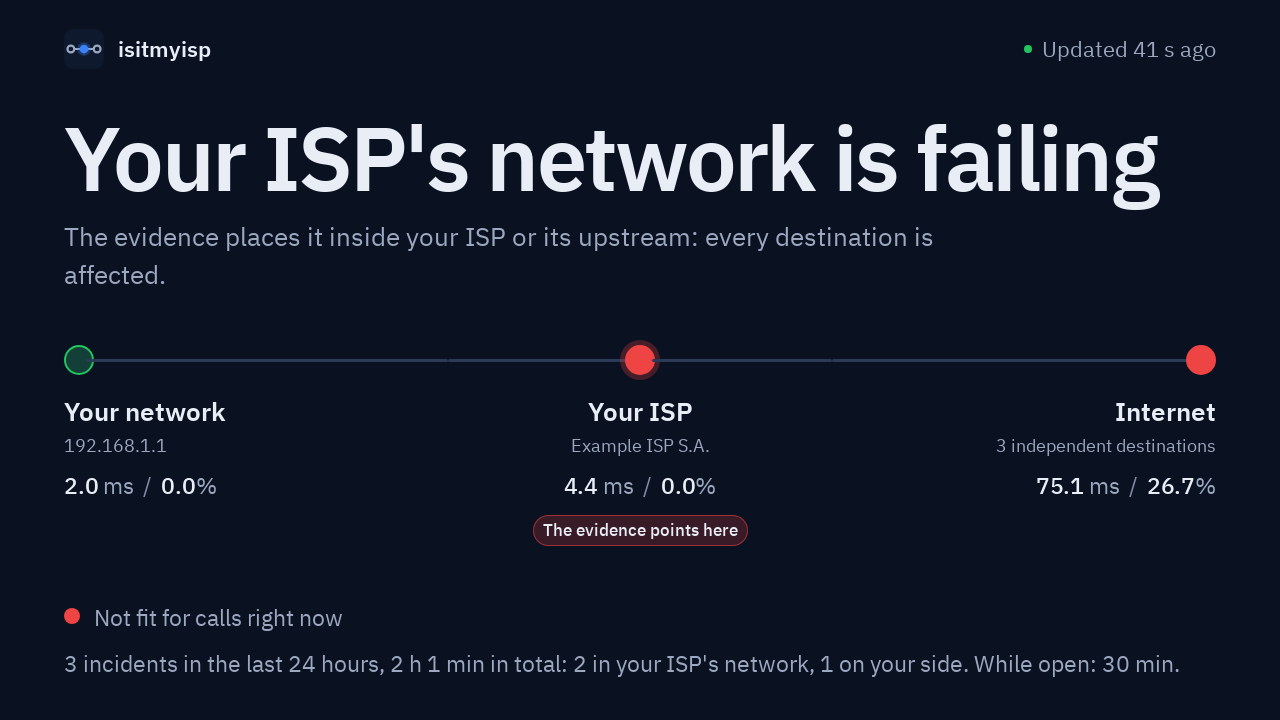 isitmyisp
Updated 41 s ago
Your ISP's network is failing
The evidence places it inside your ISP or its upstream: every destination is
affected.
Your network
192.168.1.1
2.0 ms / 0.0%
Your ISP
Example ISP S.A.
4.4 ms / 0.0%
The evidence points here
Internet
3 independent destinations
75.1 ms / 26.7%
Not fit for calls right now
3 incidents in the last 24 hours, 2 h 1 min in total: 2 in your ISP's network, 1 on your side. While open: 30 min.